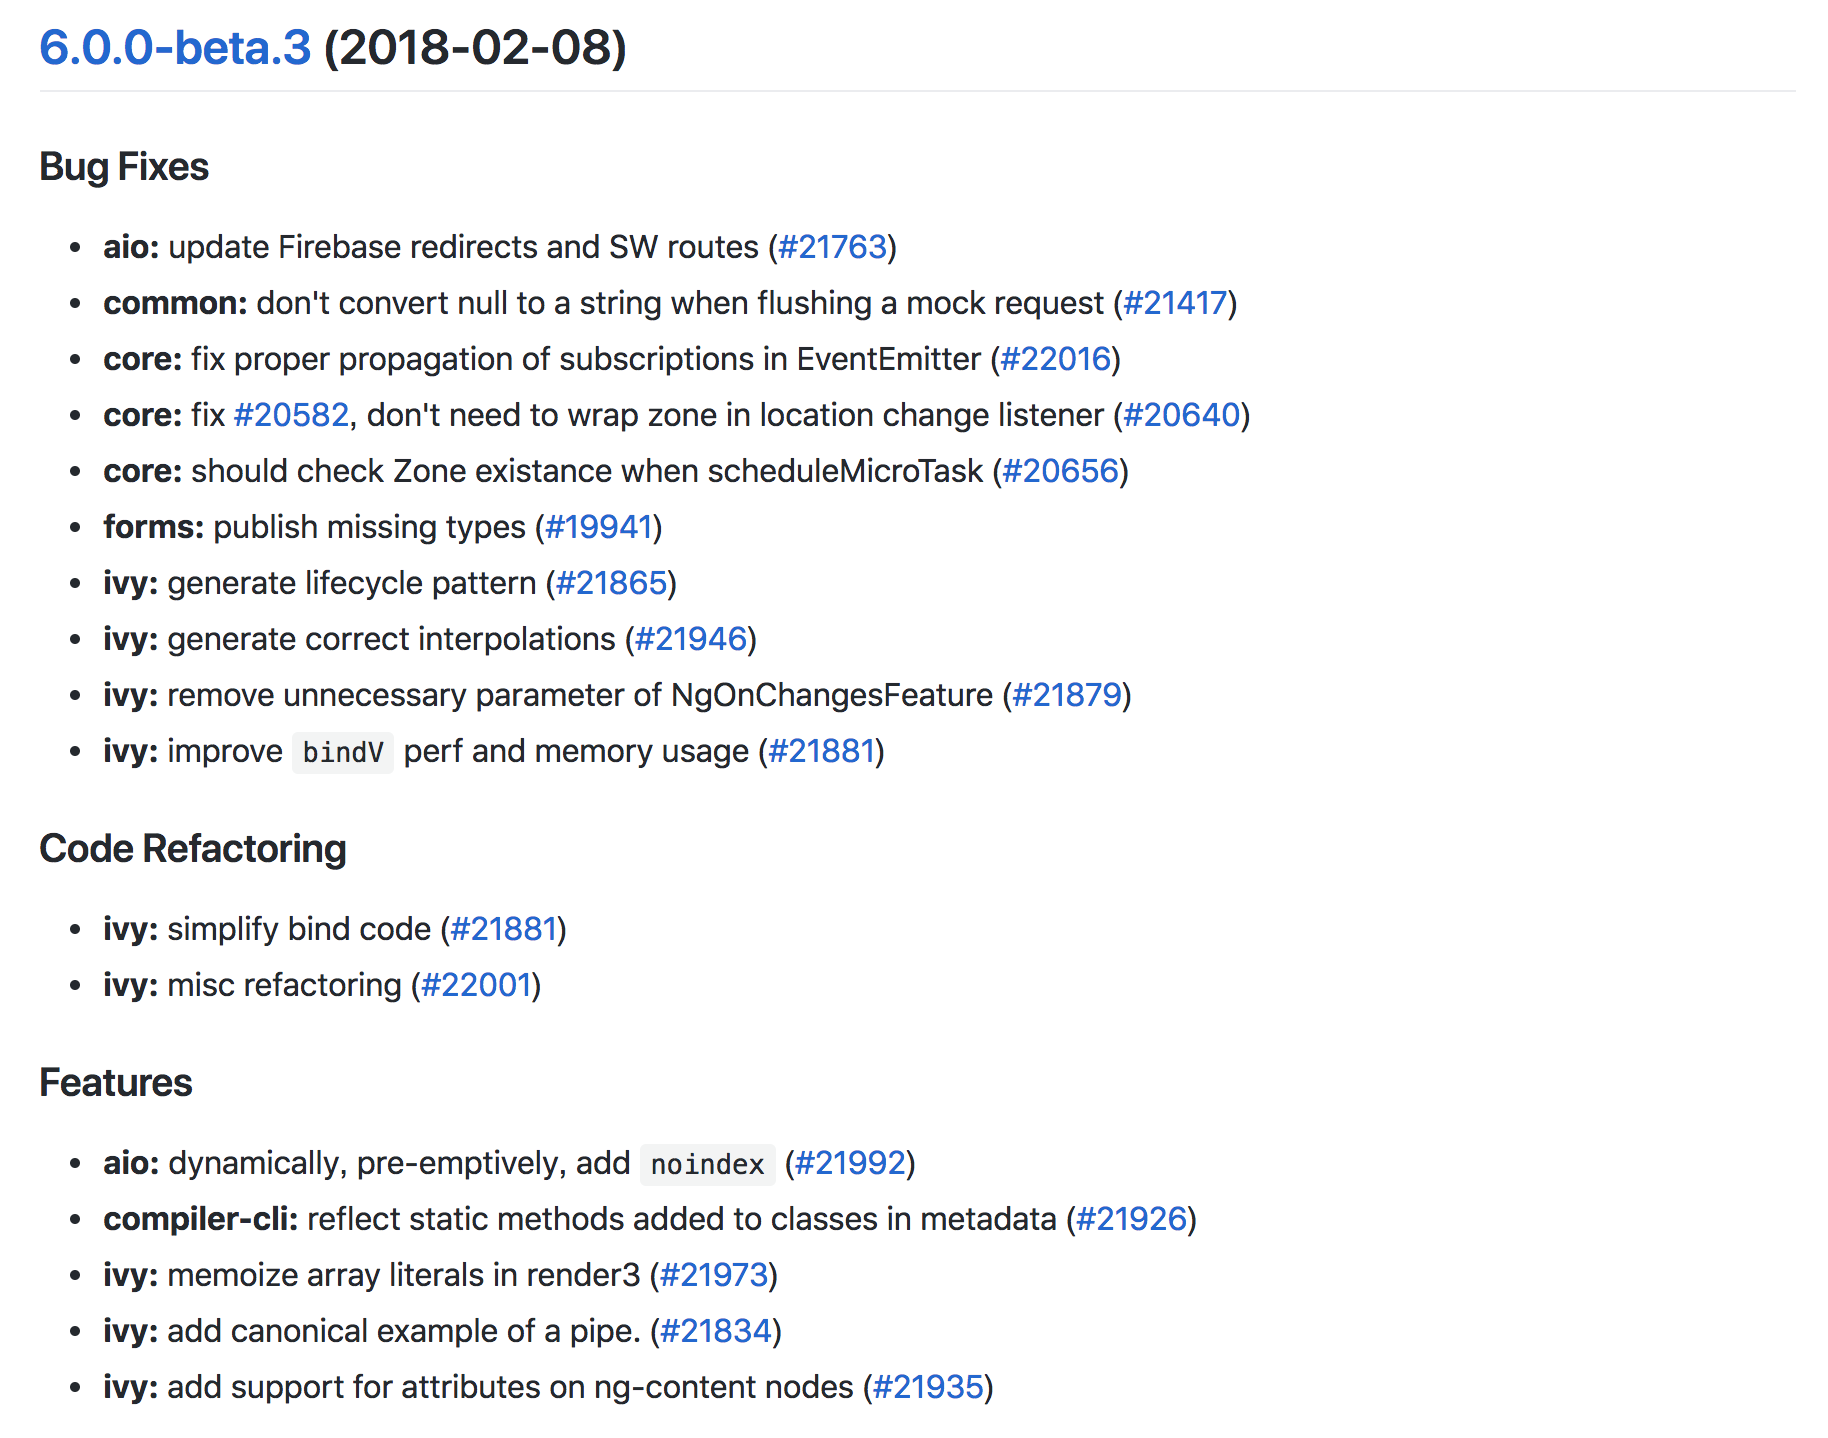 6.0.0-beta.3 (2018-02-08)
Bug Fixes
• aio: update Firebase redirects and SW routes (#21763)
• common: don't convert null to a string when flushing a mock request (#21417)
• core: fix proper propagation of subscriptions in EventEmitter (#22016)
• core: fix #20582, don't need to wrap zone in location change listener (#20640)
• core: should check Zone existance when scheduleMicroTask (#20656)
• forms: publish missing types (#19941)
• ivy: generate lifecycle pattern (#21865)
• ivy: generate correct interpolations (#21946)
• ivy: remove unnecessary parameter of NgOnChangesFeature (#21879)
• ivy: improve bindV perf and memory usage (#21881)
Code Refactoring
• ivy: simplify bind code (#21881)
• ivy: misc refactoring (#22001)
Features
• aio: dynamically, pre-emptively, add noindex (#21992)
• compiler-cli: reflect static methods added to classes in metadata (#21926)
• ivy: memoize array literals in render3 (#21973)
• ivy: add canonical example of a pipe. (#21834)
• ivy: add support for attributes on ng-content nodes (#21935)